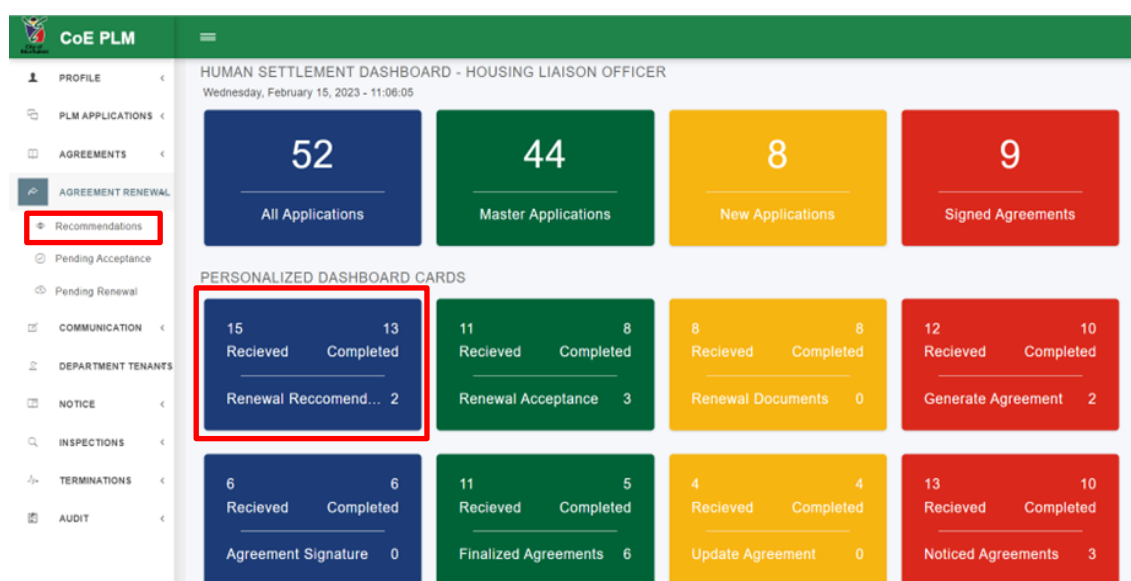 CoE PLM
PROFILE
PLM APPLICATIONS
AGREEMENTS
AGREEMENT RENEWAL
Recommendations
Pending Acceptance
Pending Renewal
COMMUNICATION
DEPARTMENT TENANTS
NOTICE
INSPECTIONS
TERMINATIONS
AUDIT
HUMAN SETTLEMENT DASHBOARD - HOUSING LIAISON OFFICER
Wednesday, February 15, 2023 - 11:06:05
52
All Applications
44
Master Applications
8
New Applications
9
Signed Agreements
PERSONALIZED DASHBOARD CARDS
15 13
Recieved Completed
Renewal Reccomend... 2
11 8
Recieved Completed
Renewal Acceptance 3
8 8
Recieved Completed
Renewal Documents 0
12 10
Recieved Completed
Generate Agreement 2
6 6
Recieved Completed
Agreement Signature 0
11 5
Recieved Completed
Finalized Agreements 6
4 4
Recieved Completed
Update Agreement 0
13 10
Recieved Completed
Noticed Agreements 3